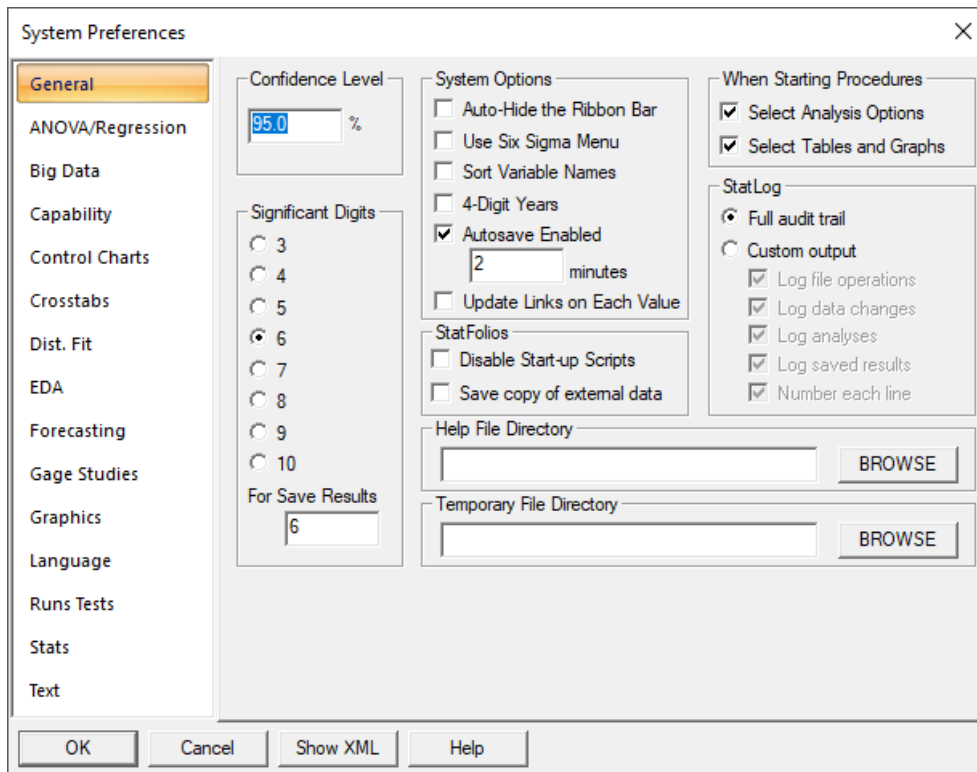 System Preferences
General
ANOVA/Regression
Big Data
Capability
Control Charts
Crosstabs
Dist. Fit
EDA
Forecasting
Gage Studies
Graphics
Language
Runs Tests
Stats
Text
Confidence Level
95.0 %
Significant Digits
3
4
5
6
7
8
9
10
For Save Results
6
System Options
Auto-Hide the Ribbon Bar
Use Six Sigma Menu
Sort Variable Names
4-Digit Years
Autosave Enabled
2 minutes
Update Links on Each Value
StatFolios
Disable Start-up Scripts
Save copy of external data
When Starting Procedures
Select Analysis Options
Select Tables and Graphs
StatLog
Full audit trail
Custom output
Log file operations
Log data changes
Log analyses
Log saved results
Number each line
Help File Directory
BROWSE
Temporary File Directory
BROWSE
OK Cancel Show XML Help